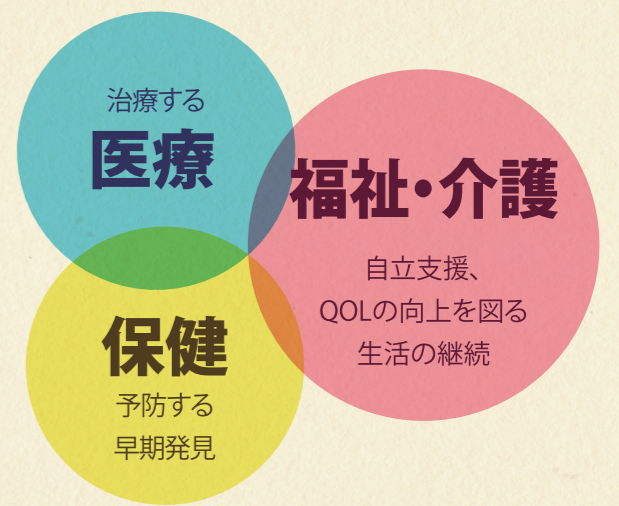 治療する
医療
福祉・介護
自立支援、
QOLの向上を図る
生活の継続
保健
予防する
早期発見